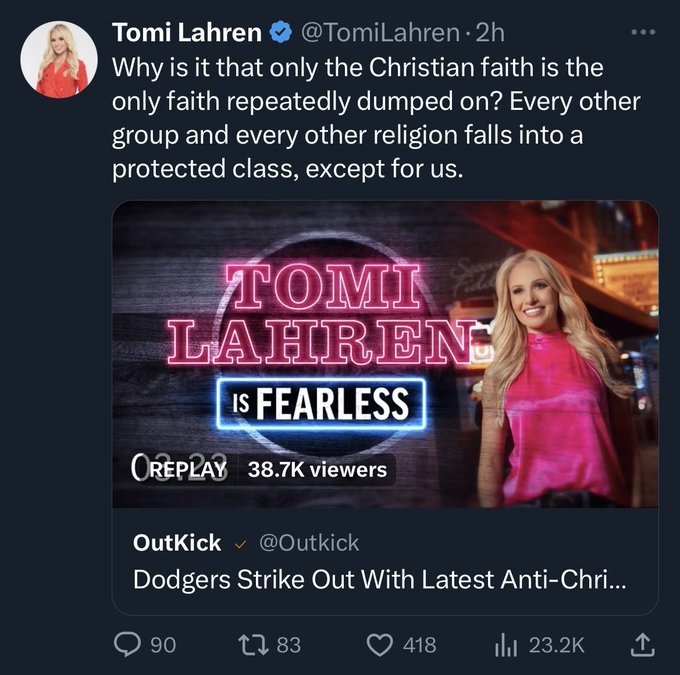 Tomi Lahren @TomiLahren · 2h
Why is it that only the Christian faith is the
only faith repeatedly dumped on? Every other
group and every other religion falls into a
protected class, except for us.
TOMI
LAHREN
IS FEARLESS
REPLAY 38.7K viewers
OutKick @Outkick
Dodgers Strike Out With Latest Anti-Chri...
90 83 418 23.2K